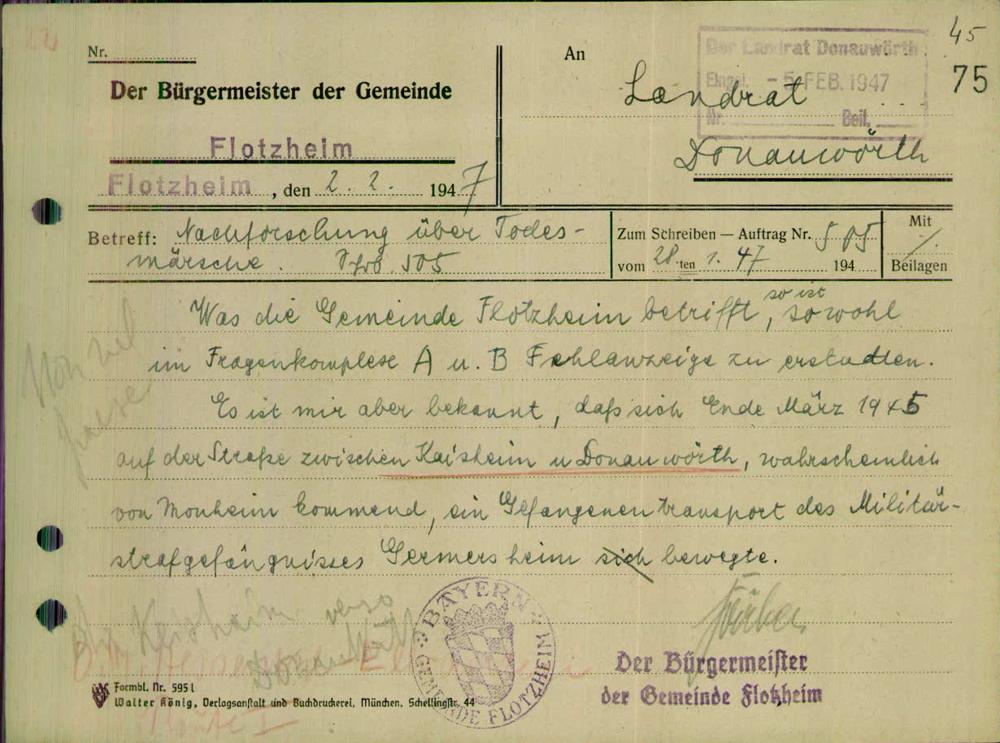 45
75
Nr.
Der Bürgermeister der Gemeinde
Flotzheim
Flotzheim, den 2. 2. 1947
An
Landrat
Donauwörth
Der Landrat Donauwörth
Eingel. - 5. FEB. 1947
Nr. Beil.
Betreff: Nachforschung über Todes-
märsche. 505
Zum Schreiben — Auftrag Nr. 505
vom 28.ten 1. 47 194
Mit
./.
Beilagen
so ist
Was die Gemeinde Flotzheim betrifft, sowohl
im Fragenkomplexe A u. B Fehlanzeige zu erstatten.
Es ist mir aber bekannt, daß sich Ende März 1945
auf der Straße zwischen Kaisheim u Donauwörth, wahrscheinlich
von Monheim kommend, ein Gefangenentransport des Militär-
strafgefängnisses Germersheim sich bewegte.
BAYERN
GEMEINDE FLOTZHEIM
Der Bürgermeister
der Gemeinde Flotzheim
Formbl. Nr. 595 l
Walter König, Verlagsanstalt und Buchdruckerei, München, Schellingstr. 44